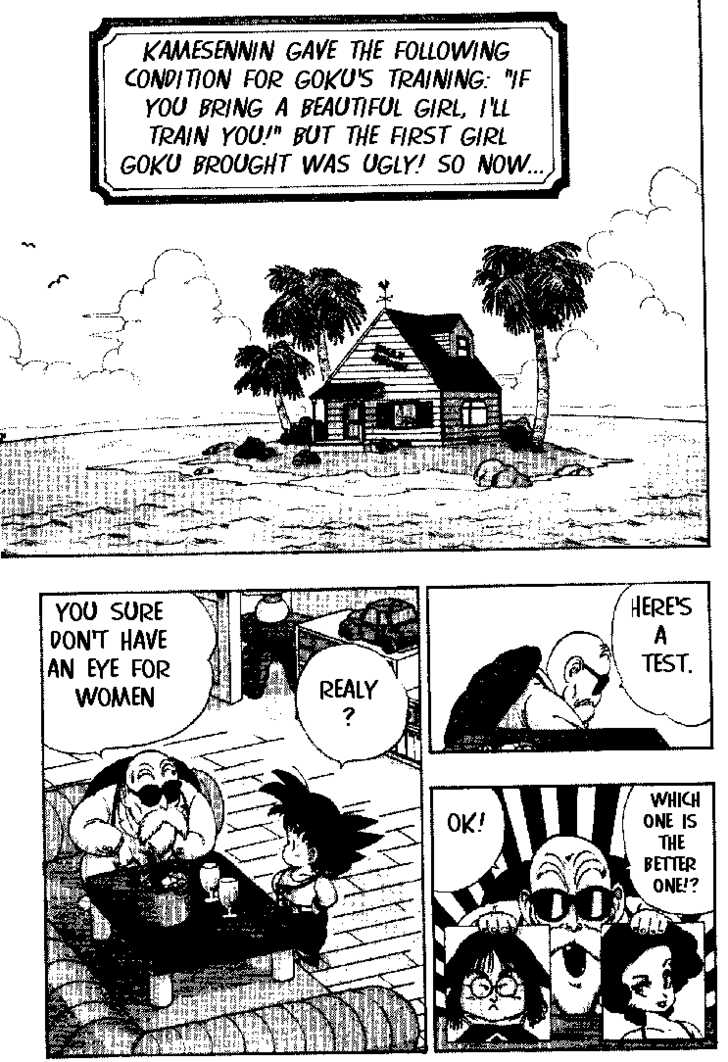 KAMESENNIN GAVE THE FOLLOWING
CONDITION FOR GOKU'S TRAINING: "IF
YOU BRING A BEAUTIFUL GIRL, I'LL
TRAIN YOU!" BUT THE FIRST GIRL
GOKU BROUGHT WAS UGLY! SO NOW...
YOU SURE
DON'T HAVE
AN EYE FOR
WOMEN
REALY
?
HERE'S
A
TEST.
OK!
WHICH
ONE IS
THE
BETTER
ONE!?